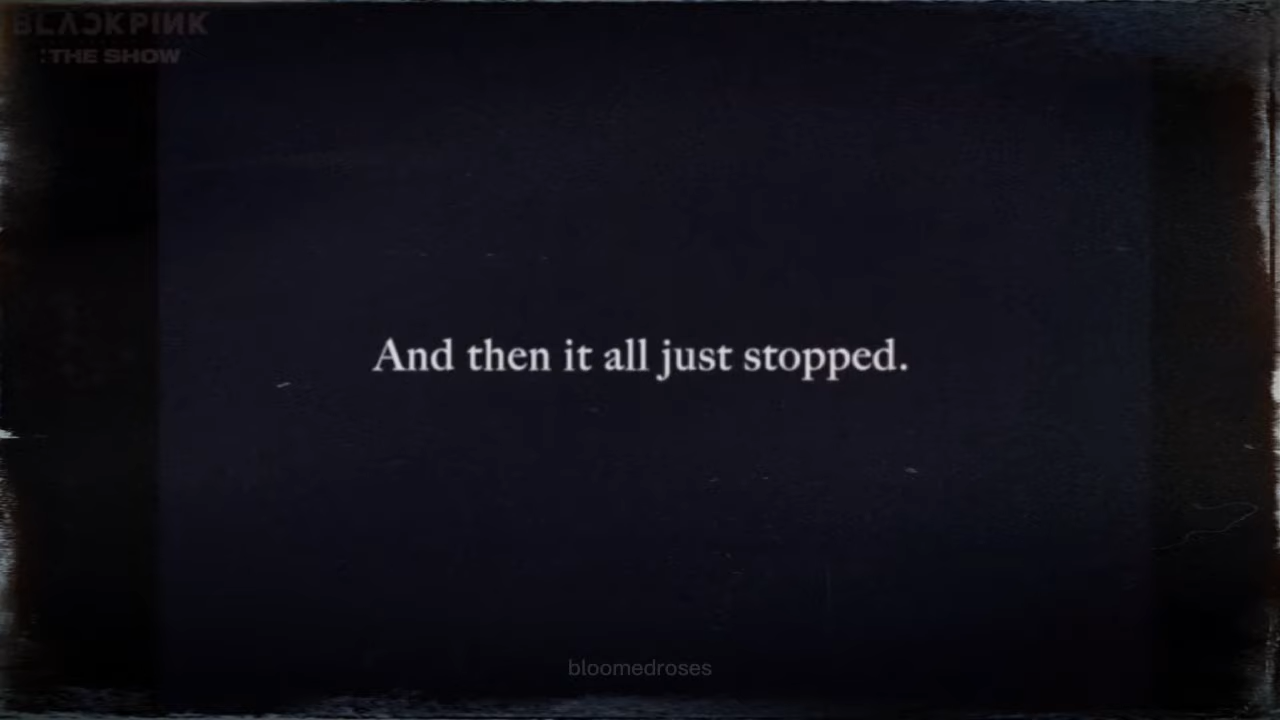 BLACKPINK
:THE SHOW
And then it all just stopped.
bloomedroses